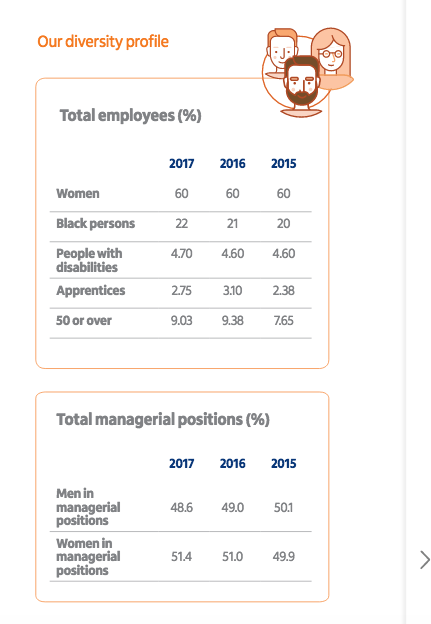 Our diversity profile
Total employees (%)
2017 2016 2015
Women 60 60 60
Black persons 22 21 20
People with
disabilities 4.70 4.60 4.60
Apprentices 2.75 3.10 2.38
50 or over 9.03 9.38 7.65
Total managerial positions (%)
2017 2016 2015
Men in
managerial 48.6 49.0 50.1
positions
Women in
managerial 51.4 51.0 49.9
positions